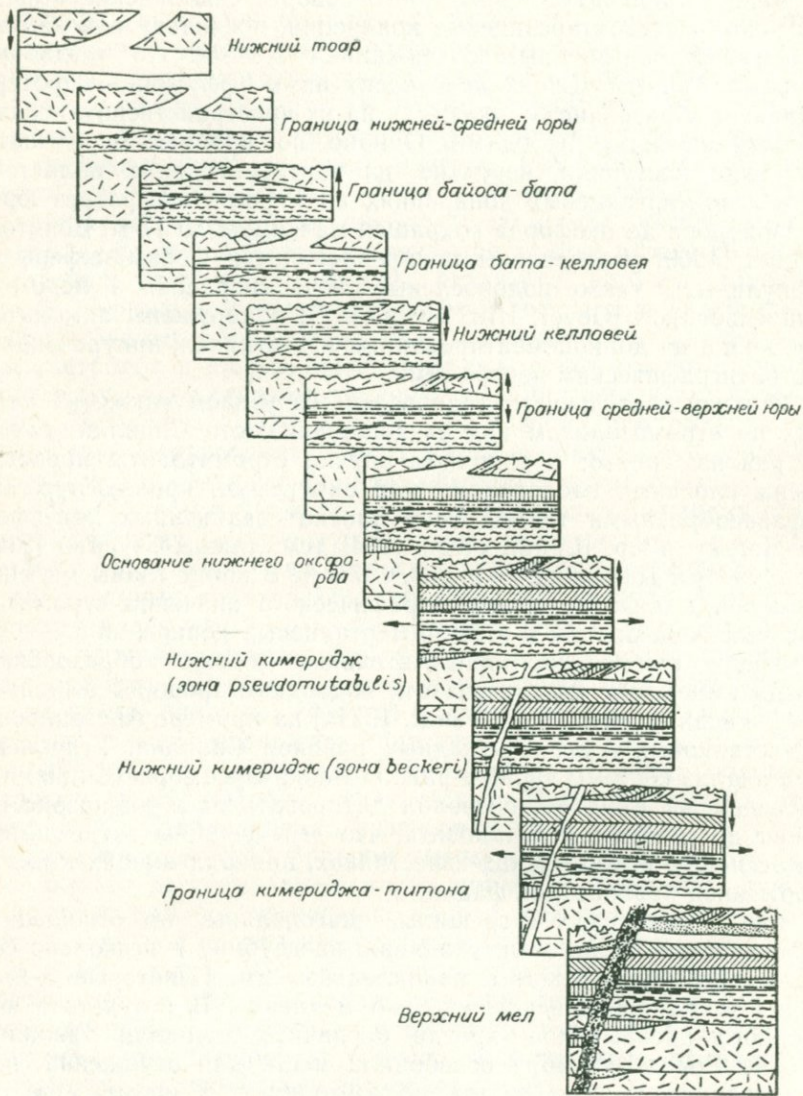 Нижний тоар
Граница нижней-средней юры
Граница байоса-бата
Граница бата-келловея
Нижний келловей
Граница средней-верхней юры
Основание нижнего оксфо
рда
Нижний кимеридж
(зона pseudomutabilis)
Нижний кимеридж (зона beckeri)
Граница кимериджа-титона
Верхний мел